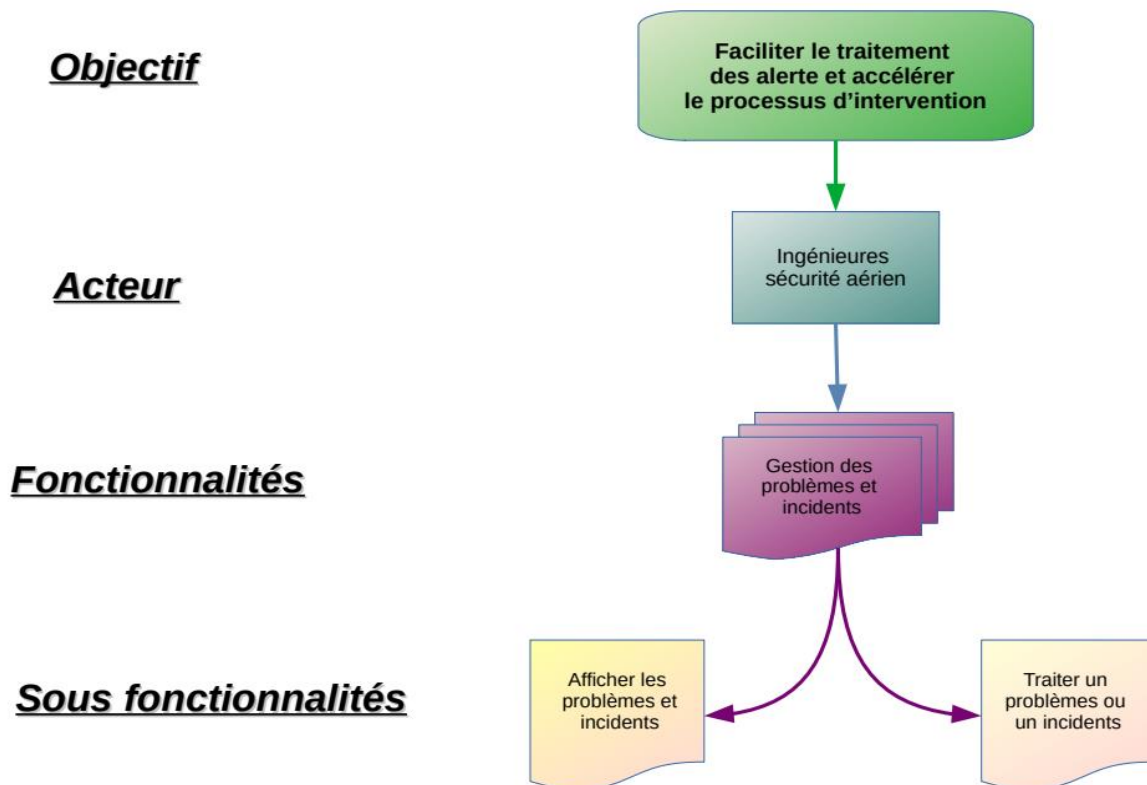 Objectif
Faciliter le traitement
des alerte et accélérer
le processus d’intervention
Acteur
Ingénieures
sécurité aérien
Fonctionnalités
Gestion des
problèmes et
incidents
Sous fonctionnalités
Afficher les
problèmes et
incidents
Traiter un
problèmes ou
un incidents